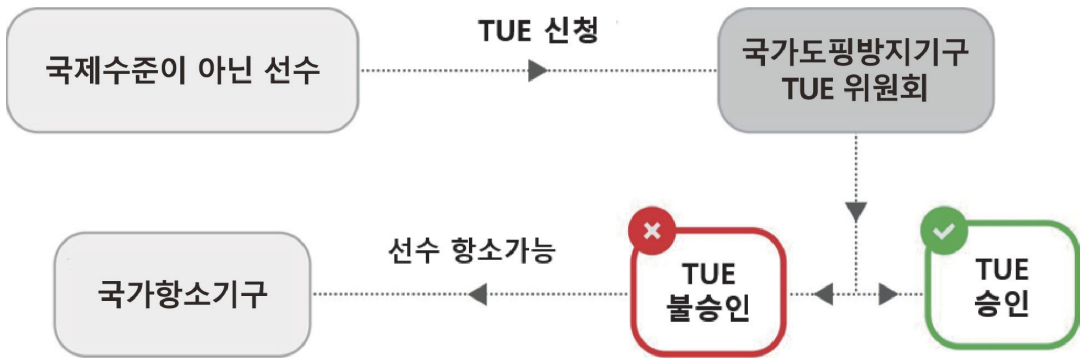 국제수준이 아닌 선수
TUE 신청
국가도핑방지기구
TUE 위원회
국가항소기구
선수 항소가능
TUE
불승인
TUE
승인